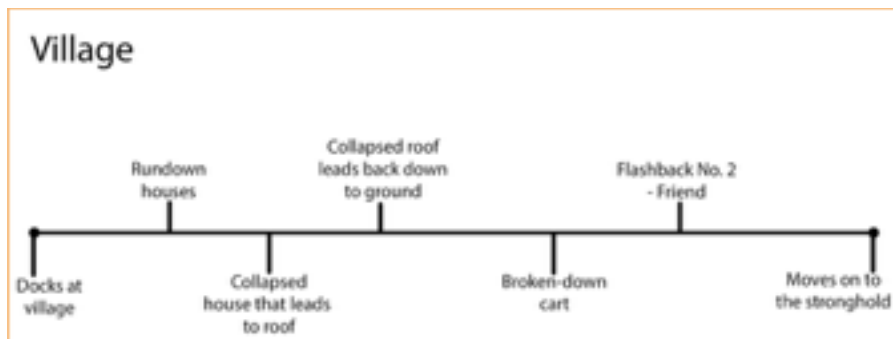 Village
Docks at
village
Rundown
houses
Collapsed
house that leads
to roof
Collapsed roof
leads back down
to ground
Broken-down
cart
Flashback No. 2
- Friend
Moves on to
the stronghold